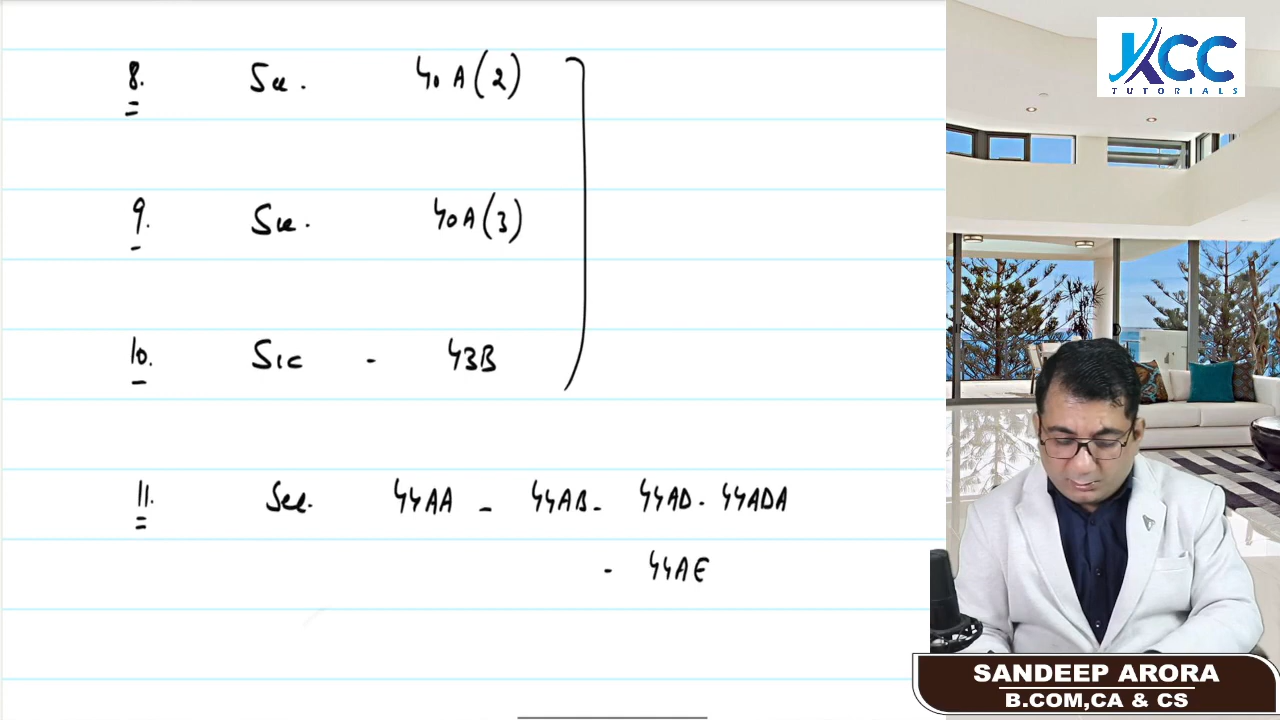 8. Sec. 40A(2)
9. Sec. 40A(3)
10. Sec - 43B
11. Sec. 44AA - 44AB - 44AD - 44ADA
- 44AE
JKCC
TUTORIALS
SANDEEP ARORA
B.COM,CA & CS